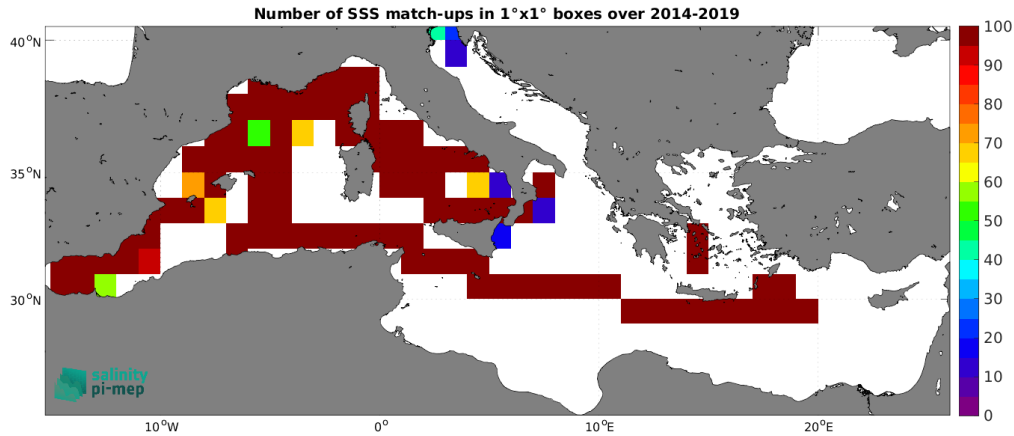 Number of SSS match-ups in 1°x1° boxes over 2014-2019
40°N
35°N
30°N
10°W
0°
10°E
20°E
100
90
80
70
60
50
40
30
20
10
0
salinity
pi-mep